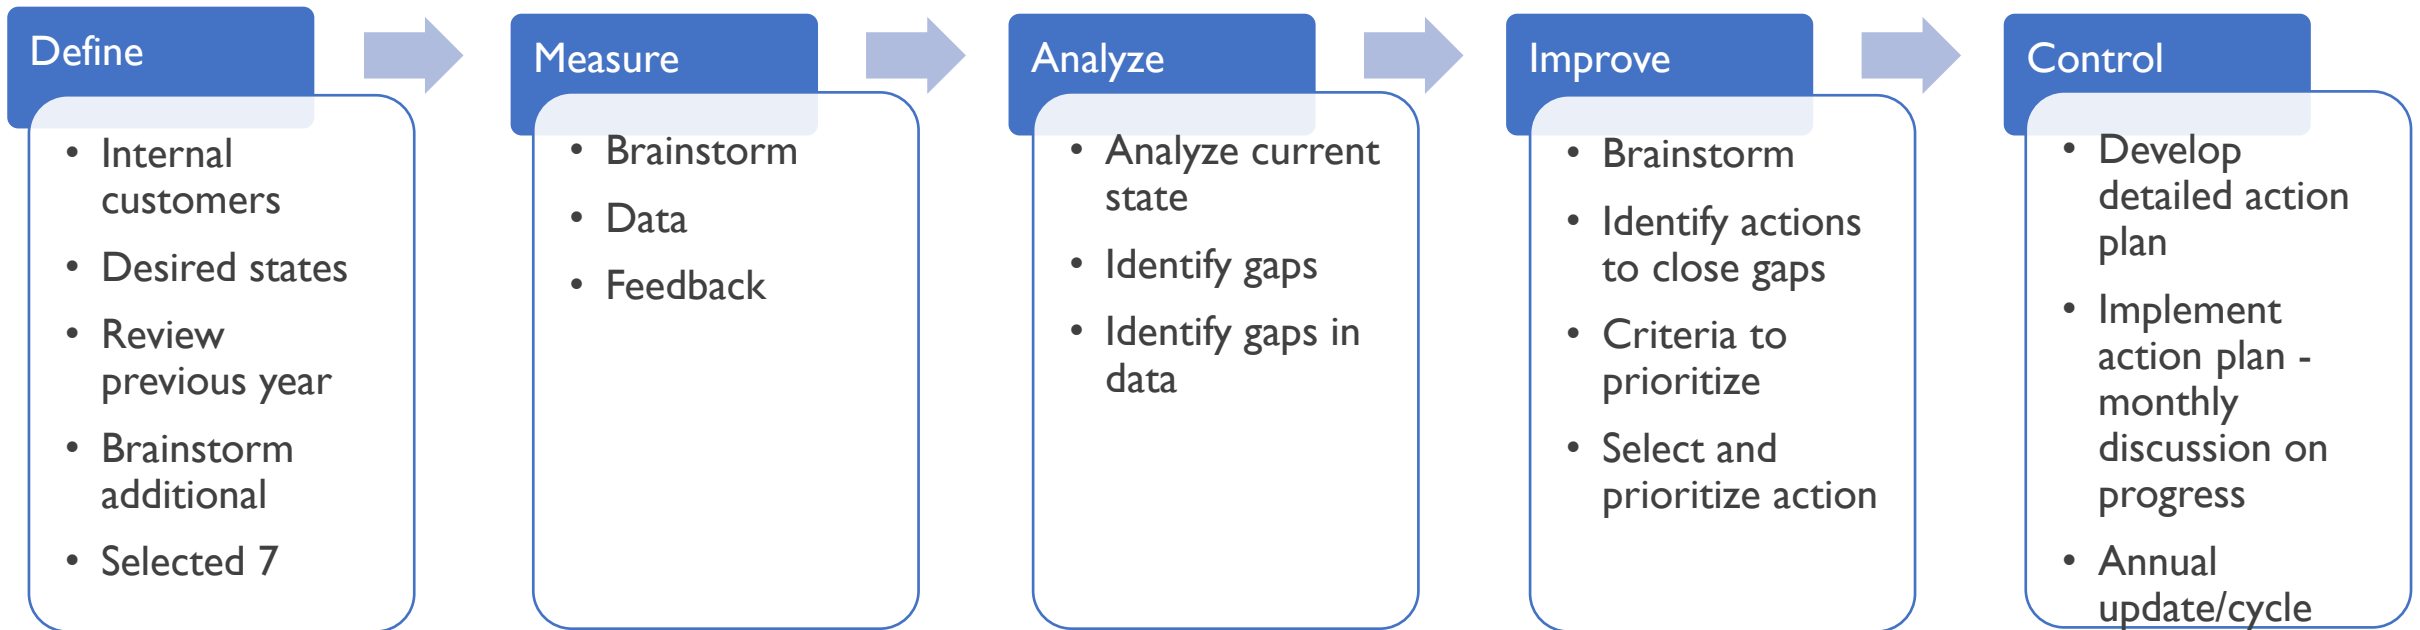 Define
• Internal
customers
• Desired states
• Review
previous year
• Brainstorm
additional
• Selected 7
Measure
• Brainstorm
• Data
• Feedback
Analyze
• Analyze current
state
• Identify gaps
• Identify gaps in
data
Improve
• Brainstorm
• Identify actions
to close gaps
• Criteria to
prioritize
• Select and
prioritize action
Control
• Develop
detailed action
plan
• Implement
action plan -
monthly
discussion on
progress
• Annual
update/cycle